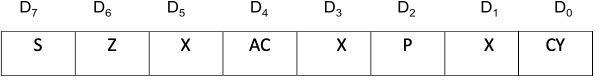 D₇ D₆ D₅ D₄ D₃ D₂ D₁ D₀
S Z X AC X P X CY